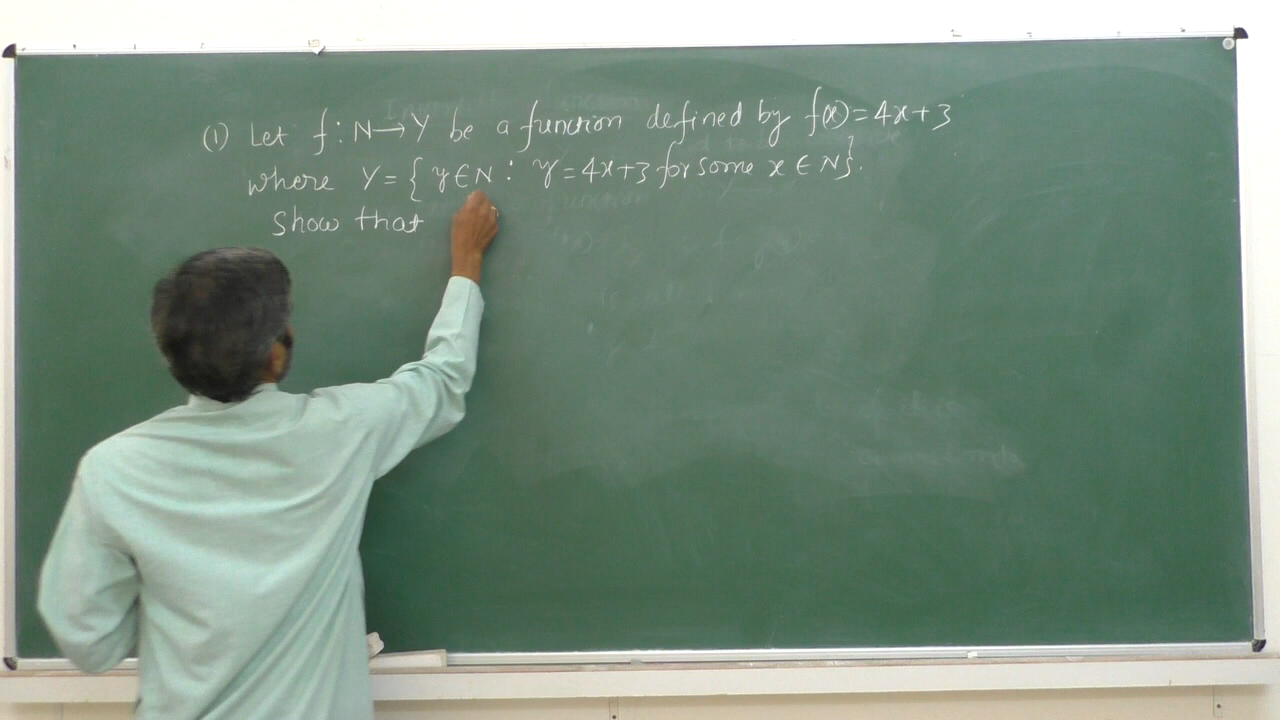 (1) Let f : N → Y be a function defined by f(x) = 4x+3
where Y = { y ∈ N : y = 4x+3 for some x ∈ N}.
Show that